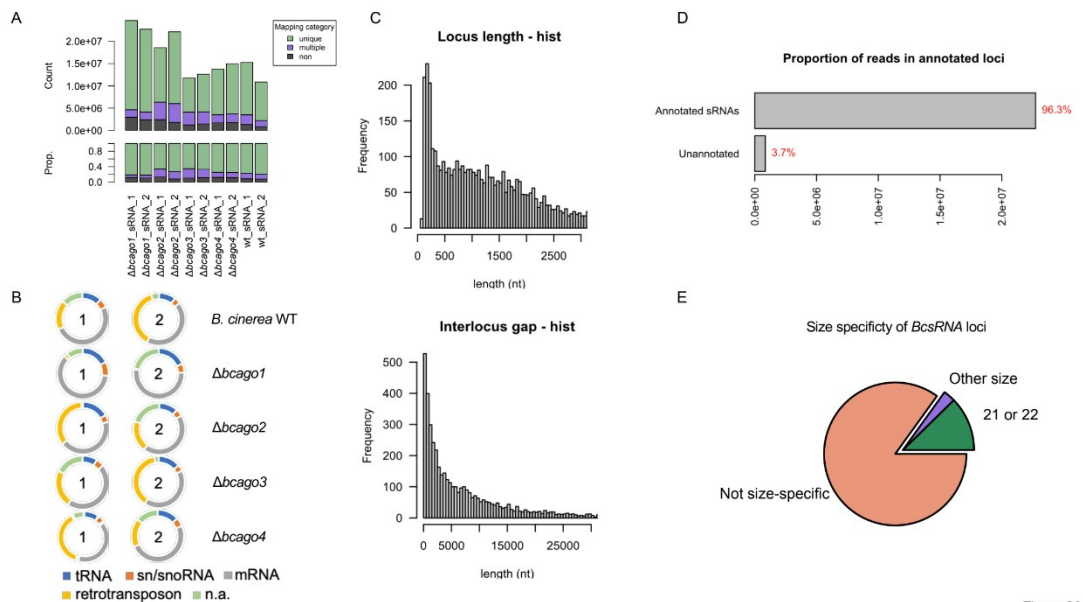 A
Mapping category
unique
multiple
non
Count
2.0e+07
1.5e+07
1.0e+07
5.0e+06
0.0e+00
Prop.
0.8
0.4
0.0
Δbcago1_sRNA_1
Δbcago1_sRNA_2
Δbcago2_sRNA_1
Δbcago2_sRNA_2
Δbcago3_sRNA_1
Δbcago3_sRNA_2
Δbcago4_sRNA_1
Δbcago4_sRNA_2
wt_sRNA_1
wt_sRNA_2
B
1 2 B. cinerea WT
1 2 Δbcago1
1 2 Δbcago2
1 2 Δbcago3
1 2 Δbcago4
tRNA sn/snoRNA mRNA
retrotransposon n.a.
C
Locus length - hist
Frequency
200
150
100
50
0
0 500 1500 2500
length (nt)
Interlocus gap - hist
Frequency
500
400
300
200
100
0
0 5000 15000 25000
length (nt)
D
Proportion of reads in annotated loci
Annotated sRNAs 96.3%
Unannotated 3.7%
0.0e+00
5.0e+06
1.0e+07
1.5e+07
2.0e+07
E
Size specificty of BcsRNA loci
Other size
21 or 22
Not size-specific